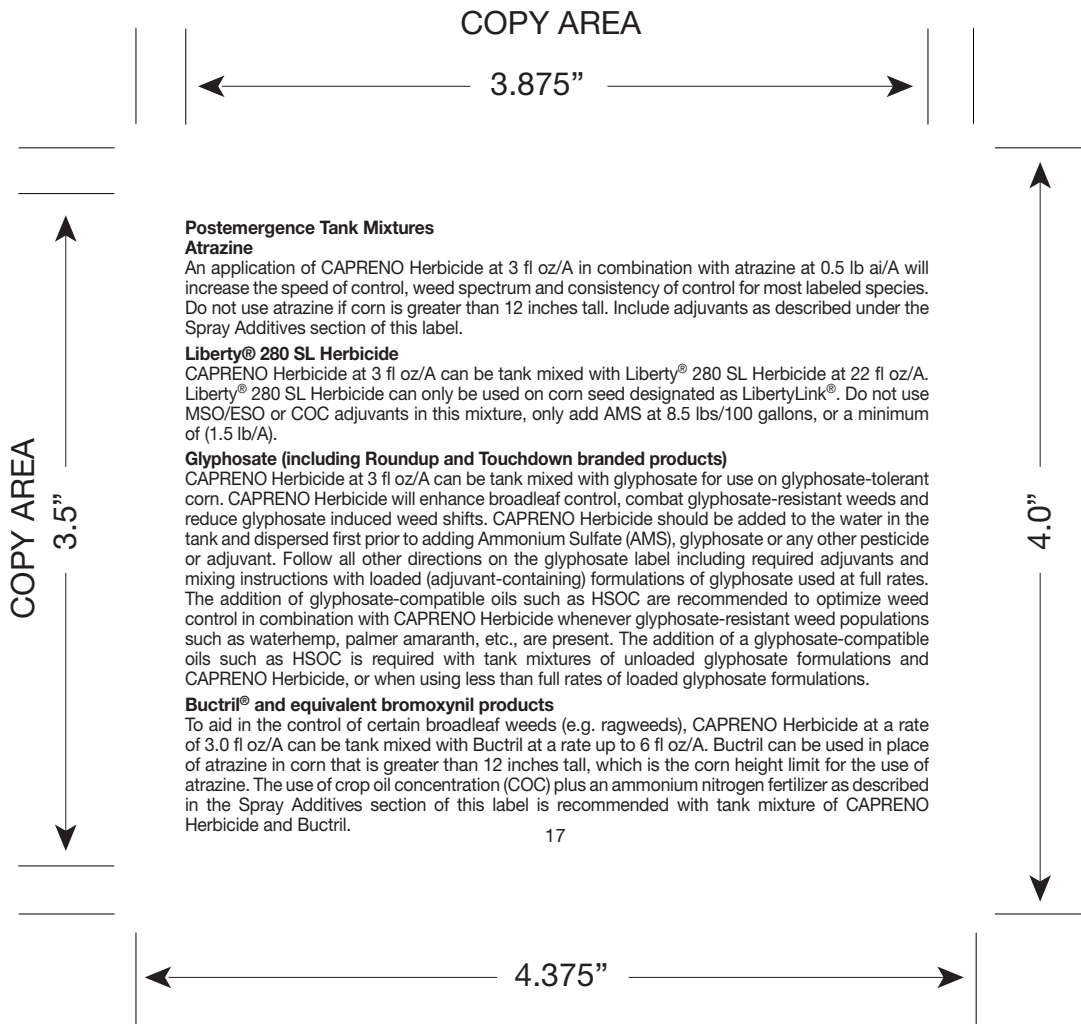 COPY AREA
3.875”
Postemergence Tank Mixtures
Atrazine
An application of CAPRENO Herbicide at 3 fl oz/A in combination with atrazine at 0.5 lb ai/A will
increase the speed of control, weed spectrum and consistency of control for most labeled species.
Do not use atrazine if corn is greater than 12 inches tall. Include adjuvants as described under the
Spray Additives section of this label.
Liberty® 280 SL Herbicide
CAPRENO Herbicide at 3 fl oz/A can be tank mixed with Liberty® 280 SL Herbicide at 22 fl oz/A.
Liberty® 280 SL Herbicide can only be used on corn seed designated as LibertyLink®. Do not use
MSO/ESO or COC adjuvants in this mixture, only add AMS at 8.5 lbs/100 gallons, or a minimum
of (1.5 lb/A).
Glyphosate (including Roundup and Touchdown branded products)
CAPRENO Herbicide at 3 fl oz/A can be tank mixed with glyphosate for use on glyphosate-tolerant
corn. CAPRENO Herbicide will enhance broadleaf control, combat glyphosate-resistant weeds and
reduce glyphosate induced weed shifts. CAPRENO Herbicide should be added to the water in the
tank and dispersed first prior to adding Ammonium Sulfate (AMS), glyphosate or any other pesticide
or adjuvant. Follow all other directions on the glyphosate label including required adjuvants and
mixing instructions with loaded (adjuvant-containing) formulations of glyphosate used at full rates.
The addition of glyphosate-compatible oils such as HSOC are recommended to optimize weed
control in combination with CAPRENO Herbicide whenever glyphosate-resistant weed populations
such as waterhemp, palmer amaranth, etc., are present. The addition of a glyphosate-compatible
oils such as HSOC is required with tank mixtures of unloaded glyphosate formulations and
CAPRENO Herbicide, or when using less than full rates of loaded glyphosate formulations.
Buctril® and equivalent bromoxynil products
To aid in the control of certain broadleaf weeds (e.g. ragweeds), CAPRENO Herbicide at a rate
of 3.0 fl oz/A can be tank mixed with Buctril at a rate up to 6 fl oz/A. Buctril can be used in place
of atrazine in corn that is greater than 12 inches tall, which is the corn height limit for the use of
atrazine. The use of crop oil concentration (COC) plus an ammonium nitrogen fertilizer as described
in the Spray Additives section of this label is recommended with tank mixture of CAPRENO
Herbicide and Buctril.
17
COPY AREA
3.5”
4.0”
4.375”